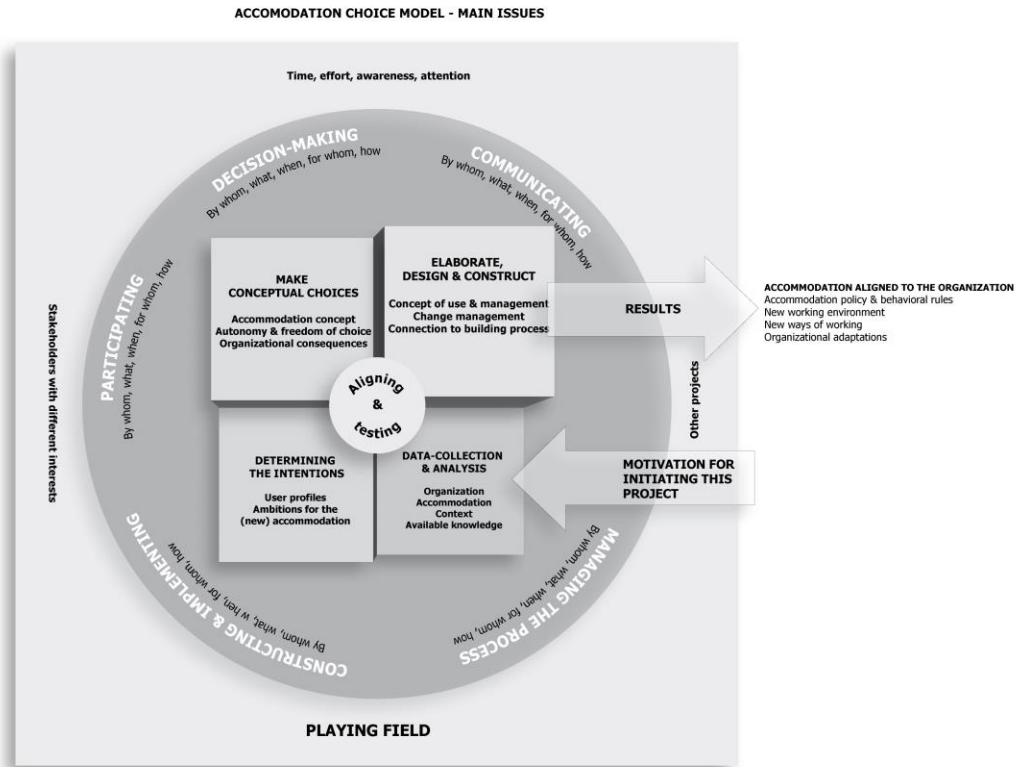 ACCOMODATION CHOICE MODEL - MAIN ISSUES
Time, effort, awareness, attention
DECISION-MAKING
By whom, what, when, for whom, how
COMMUNICATING
By whom, what, when, for whom, how
PARTICIPATING
By whom, what, when, for whom, how
Stakeholders with different interests
MAKE
CONCEPTUAL CHOICES
Accommodation concept
Autonomy & freedom of choice
Organizational consequences
ELABORATE,
DESIGN & CONSTRUCT
Concept of use & management
Change management
Connection to building process
RESULTS
ACCOMMODATION ALIGNED TO THE ORGANIZATION
Accommodation policy & behavioral rules
New working environment
New ways of working
Organizational adaptations
Aligning
&
testing
Other projects
DETERMINING
THE INTENTIONS
User profiles
Ambitions for the
(new) accommodation
DATA-COLLECTION
& ANALYSIS
Organization
Accommodation
Context
Available knowledge
MOTIVATION FOR
INITIATING THIS
PROJECT
CONSTRUCTING & IMPLEMENTING
By whom, what, w hen, for whom, how
MANAGING THE PROCESS
By whom, what, when, for whom, how
PLAYING FIELD